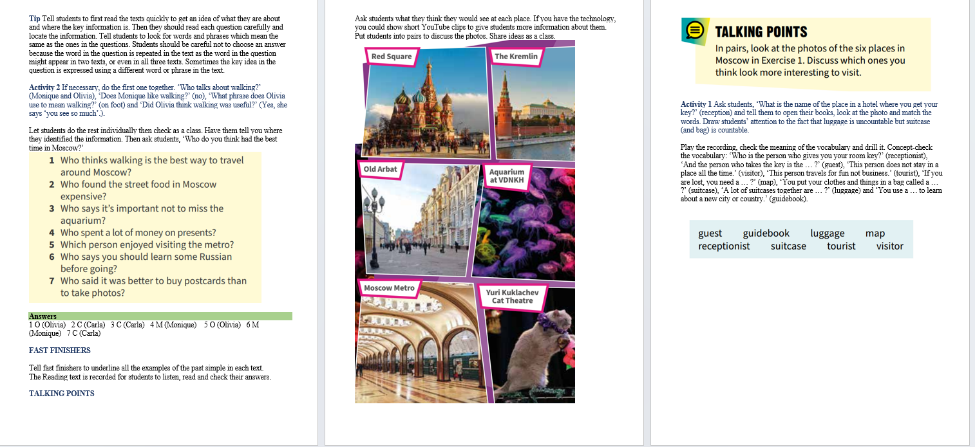 Tip Tell students to first read the texts quickly to get an idea of what they are about
and where the key information is. Then they should read each question carefully and
locate the information. Tell students to look for words and phrases which mean the
same as the ones in the questions. Students should be careful not to choose an answer
because the word in the question is repeated in the text as the word in the question
might appear in two texts, or even in all three texts. Sometimes the key idea in the
question is expressed using a different word or phrase in the text.
Activity 2 If necessary, do the first one together. 'Who talks about walking?'
(Monique and Olivia), 'Does Monique like walking?' (no), 'What phrase does Olivia
use to mean walking?' (on foot) and 'Did Olivia think walking was useful?' (Yes, she
says 'you see so much'.).
Let students do the rest individually then check as a class. Have them tell you where
they identified the information. Then ask students, 'Who do you think had the best
time in Moscow?'
1 Who thinks walking is the best way to travel
around Moscow?
2 Who found the street food in Moscow
expensive?
3 Who says it's important not to miss the
aquarium?
4 Who spent a lot of money on presents?
5 Which person enjoyed visiting the metro?
6 Who says you should learn some Russian
before going?
7 Who said it was better to buy postcards than
to take photos?
Answers
1 O (Olivia) 2 C (Carla) 3 C (Carla) 4 M (Monique) 5 O (Olivia) 6 M
(Monique) 7 C (Carla)
FAST FINISHERS
Tell fast finishers to underline all the examples of the past simple in each text.
The Reading text is recorded for students to listen, read and check their answers.
TALKING POINTS
Ask students what they think they would see at each place. If you have the technology,
you could show short YouTube clips to give students more information about them.
Put students into pairs to discuss the photos. Share ideas as a class.
Red Square
The Kremlin
Old Arbat
Aquarium
at VDNKH
Moscow Metro
Yuri Kuklachev
Cat Theatre
TALKING POINTS
In pairs, look at the photos of the six places in
Moscow in Exercise 1. Discuss which ones you
think look more interesting to visit.
Activity 1 Ask students, 'What is the name of the place in a hotel where you get your
key?' (reception) and tell them to open their books, look at the photo and match the
words. Draw students' attention to the fact that luggage is uncountable but suitcase
(and bag) is countable.
Play the recording, check the meaning of the vocabulary and drill it. Concept-check
the vocabulary: 'Who is the person who gives you your room key?' (receptionist),
'And the person who takes the key is the … ?' (guest), 'This person does not stay in a
place all the time.' (visitor), 'This person travels for fun not business.' (tourist), 'If you
are lost, you need a … ?' (map), 'You put your clothes and things in a bag called a …
?' (suitcase), 'A lot of suitcases together are … ?' (luggage) and 'You use a … to learn
about a new city or country.' (guidebook).
guest guidebook luggage map
receptionist suitcase tourist visitor